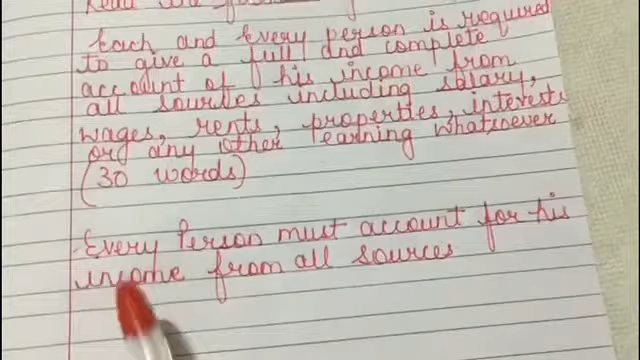 Read the
Each and Every person is required
to give a full and complete
account of his income from
all sources including salary,
wages, rents, properties, interests
or any other earning whatsoever
(30 words)
Every Person must account for his
income from all sources